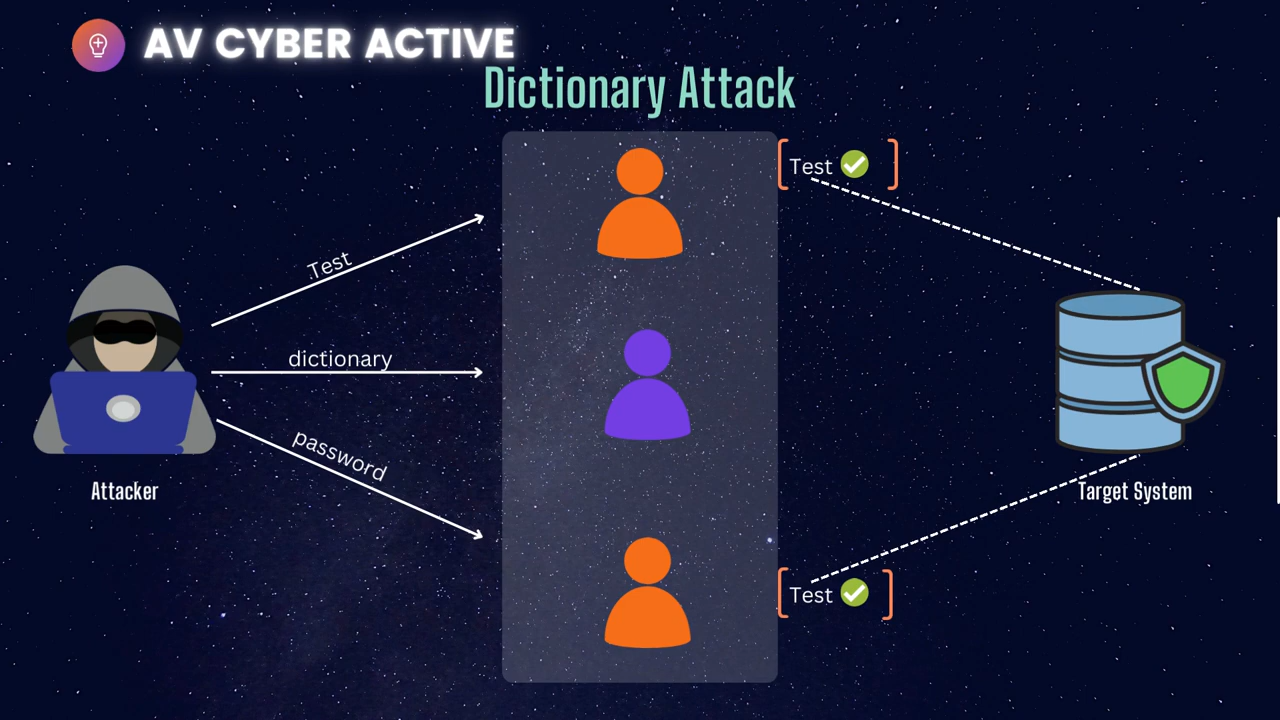 AV CYBER ACTIVE
Dictionary Attack
Test
dictionary
password
Attacker
Test
Test
Target System